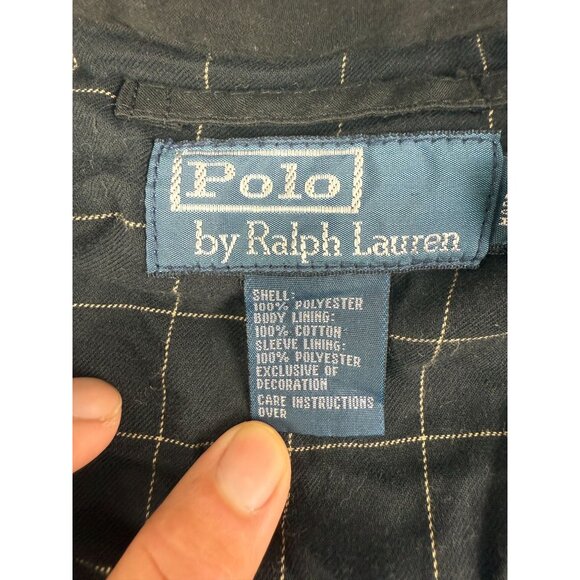 Polo
by Ralph Lauren
SHELL:
100% POLYESTER
BODY LINING:
100% COTTON
SLEEVE LINING:
100% POLYESTER
EXCLUSIVE OF
DECORATION
CARE INSTRUCTIONS
OVER